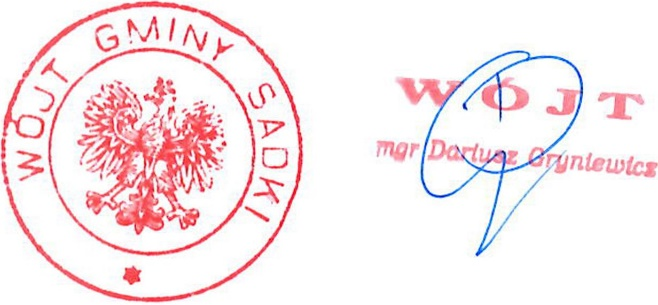 WÓJT GMINY SADKI
WÓJT
mgr Dariusz Gryniewicz